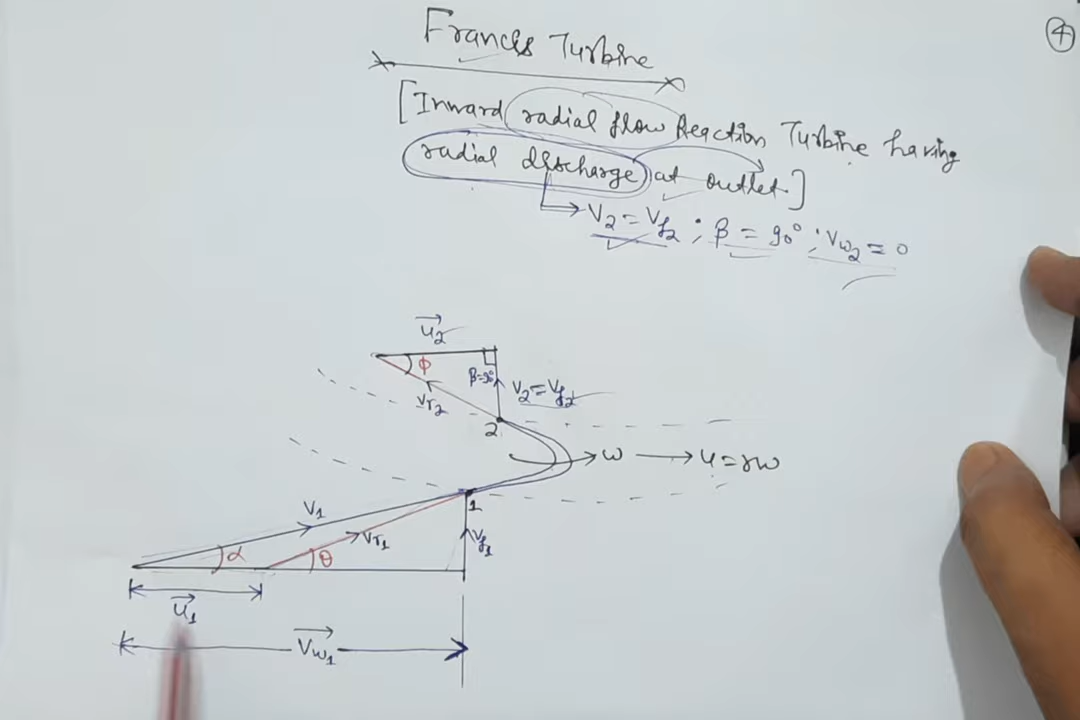 ④
Francis Turbine
[Inward radial flow Reaction Turbine having
radial discharge at outlet]
→ V₂ = Vf₂ ; β = 90° ; Vw₂ = 0
u₂
φ
β=90°
V₂ = Vf₂
Vr₂
2
ω → u = rω
1
V₁
Vr₁
Vf₁
α
θ
u₁
Vw₁